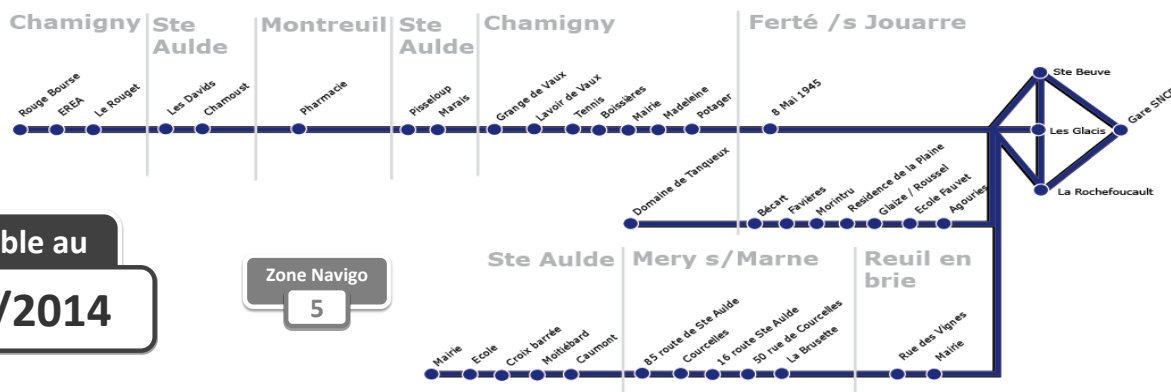 Chamigny
Ste
Aulde
Montreuil
Ste
Aulde
Chamigny
Ferté /s Jouarre
Rouge Bourse
EREA
Le Rouget
Les Davids
Chamoust
Pharmacie
Pisseloup
Marais
Grange de Vaux
Lavoir de Vaux
Tennis
Boissières
Mairie
Madeleine
Potager
8 Mai 1945
Ste Beuve
Les Glacis
Gare SNCF
La Rochefoucault
Domaine de Tanqueux
Bécart
Favières
Morintru
Residence de la Plaine
Glaize / Roussel
Ecole Fauvet
Agouries
ble au
/2014
Zone Navigo
5
Ste Aulde
Mery s/Marne
Reuil en
brie
Mairie
Ecole
Croix barrée
Moitiébard
Caumont
85 route de Ste Aulde
Courcelles
16 route Ste Aulde
50 rue de Courcelles
La Brusette
Rue des Vignes
Mairie